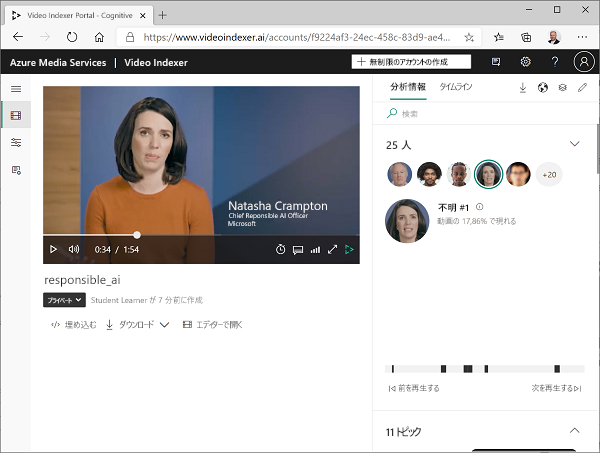 Video Indexer Portal - Cognitive
https://www.videoindexer.ai/accounts/f9224af3-24ec-458c-83d9-ae4...
Azure Media Services | Video Indexer
無制限のアカウントの作成
分析情報 タイムライン
検索
25 人
+20
不明 #1
動画の 17,86% で現れる
Natasha Crampton
Chief Reponsible AI Officer
Microsoft
0:34 / 1:54
responsible_ai
プライベート Student Learner が 7 分前に作成
埋め込む ダウンロード エディターで開く
前を再生する 次を再生する
11 トピック